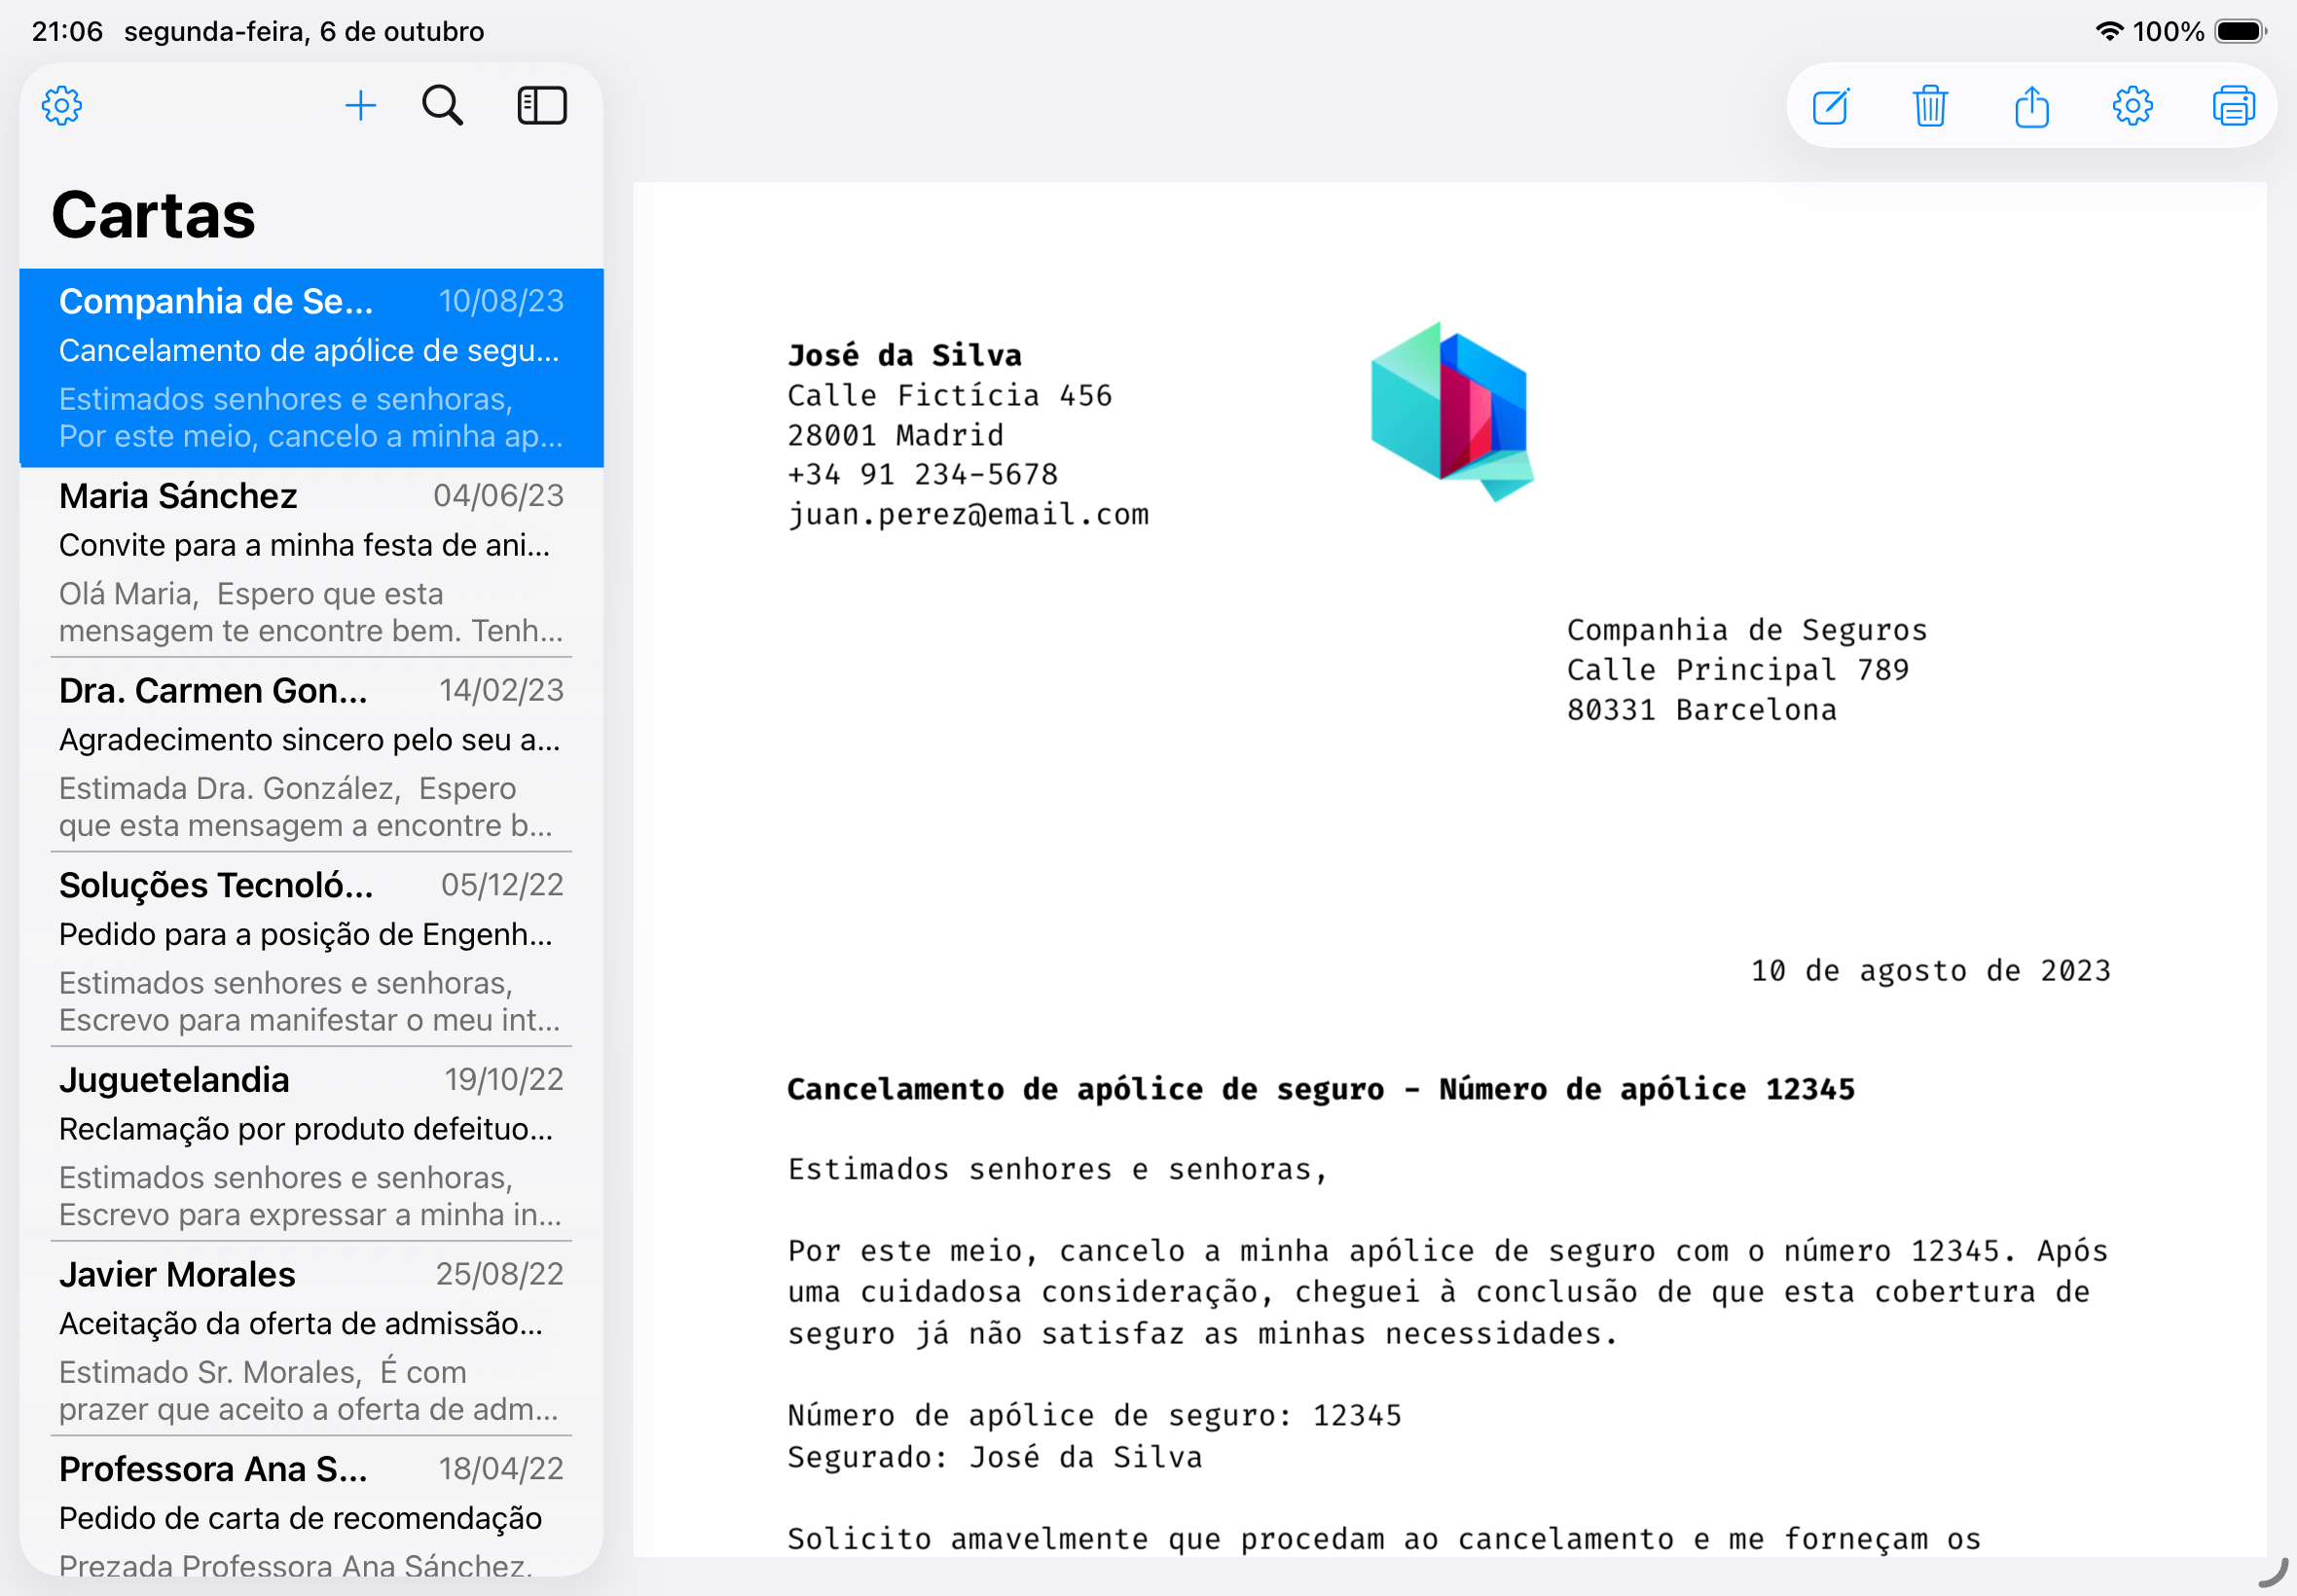 21:06 segunda-feira, 6 de outubro
100%
Cartas
Companhia de Se... 10/08/23
Cancelamento de apólice de segu...
Estimados senhores e senhoras,
Por este meio, cancelo a minha ap...
Maria Sánchez 04/06/23
Convite para a minha festa de ani...
Olá Maria, Espero que esta
mensagem te encontre bem. Tenh...
Dra. Carmen Gon... 14/02/23
Agradecimento sincero pelo seu a...
Estimada Dra. González, Espero
que esta mensagem a encontre b...
Soluções Tecnoló... 05/12/22
Pedido para a posição de Engenh...
Estimados senhores e senhoras,
Escrevo para manifestar o meu int...
Juguetelandia 19/10/22
Reclamação por produto defeituo...
Estimados senhores e senhoras,
Escrevo para expressar a minha in...
Javier Morales 25/08/22
Aceitação da oferta de admissão...
Estimado Sr. Morales, É com
prazer que aceito a oferta de adm...
Professora Ana S... 18/04/22
Pedido de carta de recomendação
Prezada Professora Ana Sánchez,
José da Silva
Calle Fictícia 456
28001 Madrid
+34 91 234-5678
juan.perez@email.com
Companhia de Seguros
Calle Principal 789
80331 Barcelona
10 de agosto de 2023
Cancelamento de apólice de seguro - Número de apólice 12345
Estimados senhores e senhoras,
Por este meio, cancelo a minha apólice de seguro com o número 12345. Após
uma cuidadosa consideração, cheguei à conclusão de que esta cobertura de
seguro já não satisfaz as minhas necessidades.
Número de apólice de seguro: 12345
Segurado: José da Silva
Solicito amavelmente que procedam ao cancelamento e me forneçam os